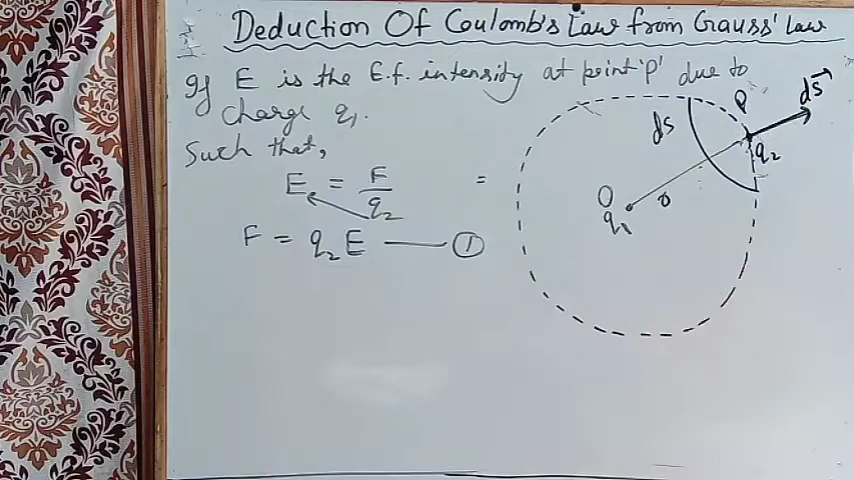 Deduction Of Coulomb's Law from Gauss' Law
If E is the E.f. intensity at point 'P' due to
charge q₁.
Such that,
E = F/q₂ =
F = q₂E —— ①
P
dS⃗
ds
q₂
O
r
q₁